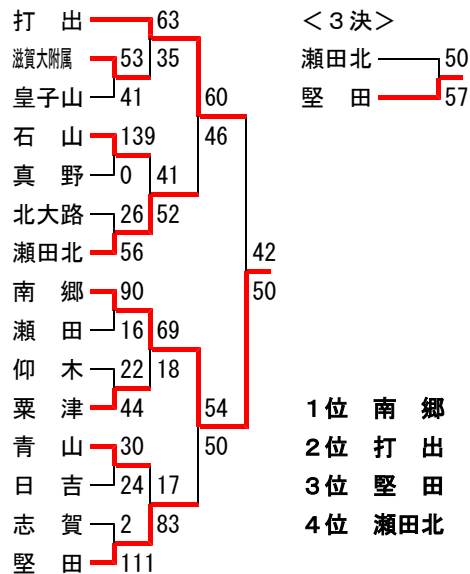 打出 63
滋賀大附属 53 35
皇子山 41
60
石山 139 46
真野 0 41
北大路 26 52
瀬田北 56
42
南郷 90 50
瀬田 16 69
仰木 22 18
粟津 44 54
青山 30 50
日吉 24 17
志賀 2 83
堅田 111
＜３決＞
瀬田北 50
堅田 57
１位 南郷
２位 打出
３位 堅田
４位 瀬田北